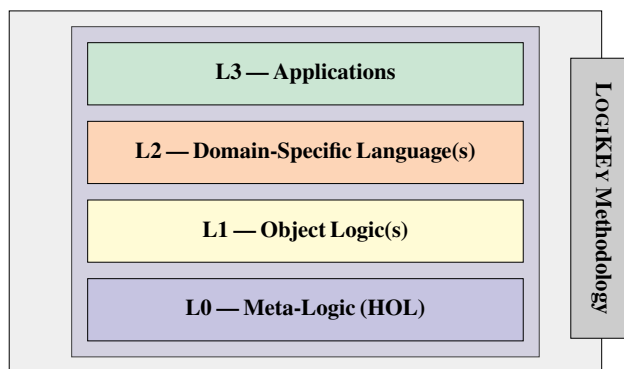 L3 — Applications
L2 — Domain-Specific Language(s)
L1 — Object Logic(s)
L0 — Meta-Logic (HOL)
LOGIKEY Methodology